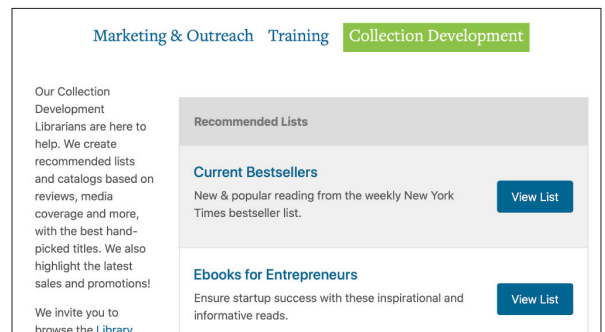 Marketing & Outreach Training Collection Development
Our Collection
Development
Librarians are here to
help. We create
recommended lists
and catalogs based on
reviews, media
coverage and more,
with the best hand-
picked titles. We also
highlight the latest
sales and promotions!
We invite you to
browse the Library
Recommended Lists
Current Bestsellers
New & popular reading from the weekly New York
Times bestseller list.
View List
Ebooks for Entrepreneurs
Ensure startup success with these inspirational and
informative reads.
View List